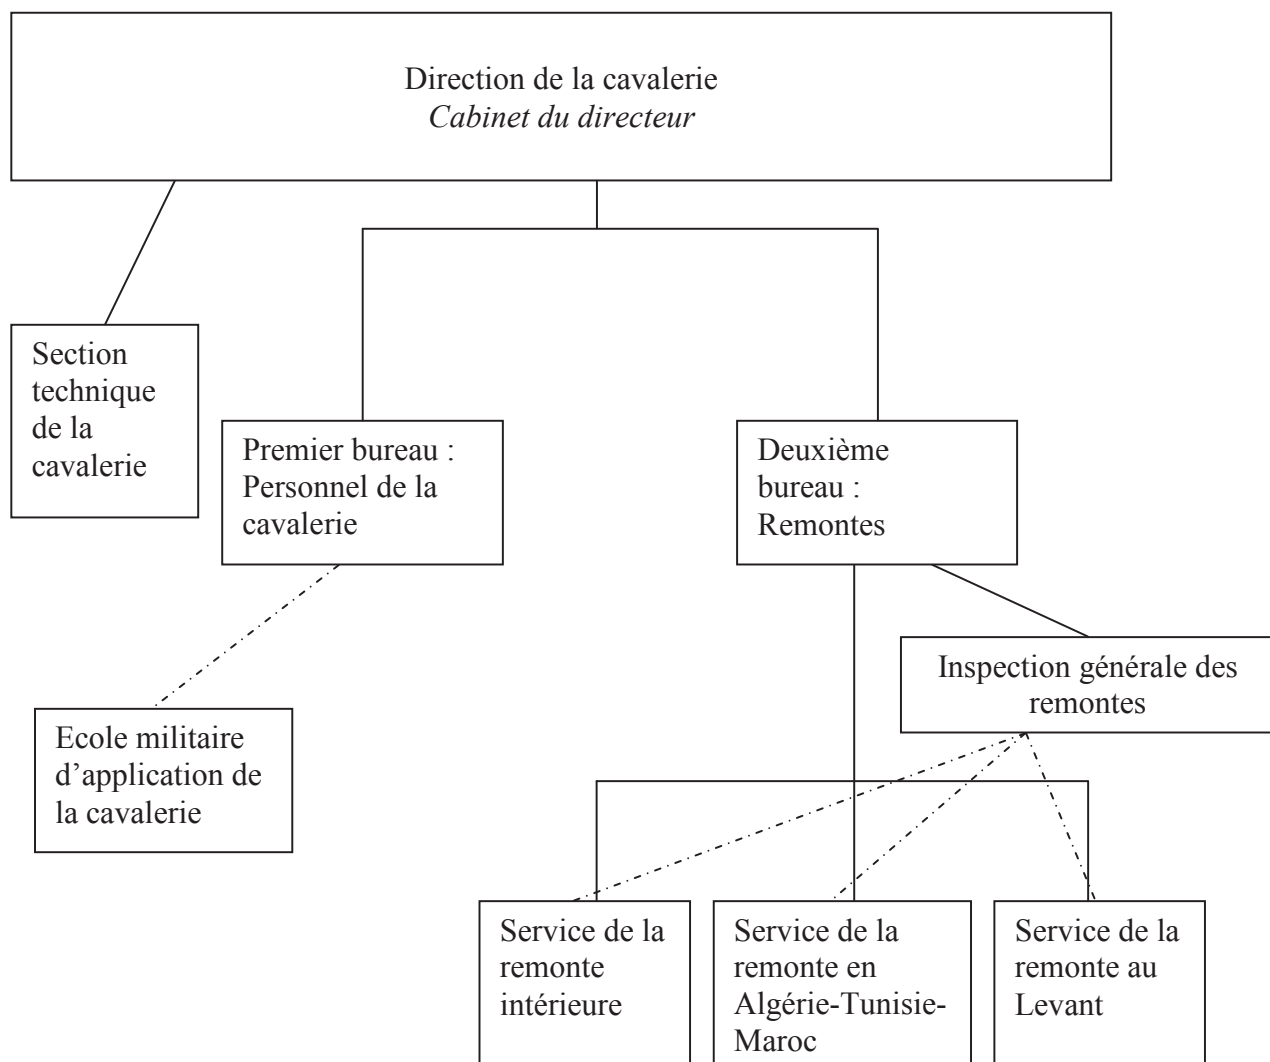 Direction de la cavalerie
Cabinet du directeur
Section
technique
de la
cavalerie
Premier bureau :
Personnel de la
cavalerie
Deuxième
bureau :
Remontes
Inspection générale des
remontes
Ecole militaire
d’application de
la cavalerie
Service de la
remonte
intérieure
Service de la
remonte en
Algérie-Tunisie-
Maroc
Service de la
remonte au
Levant